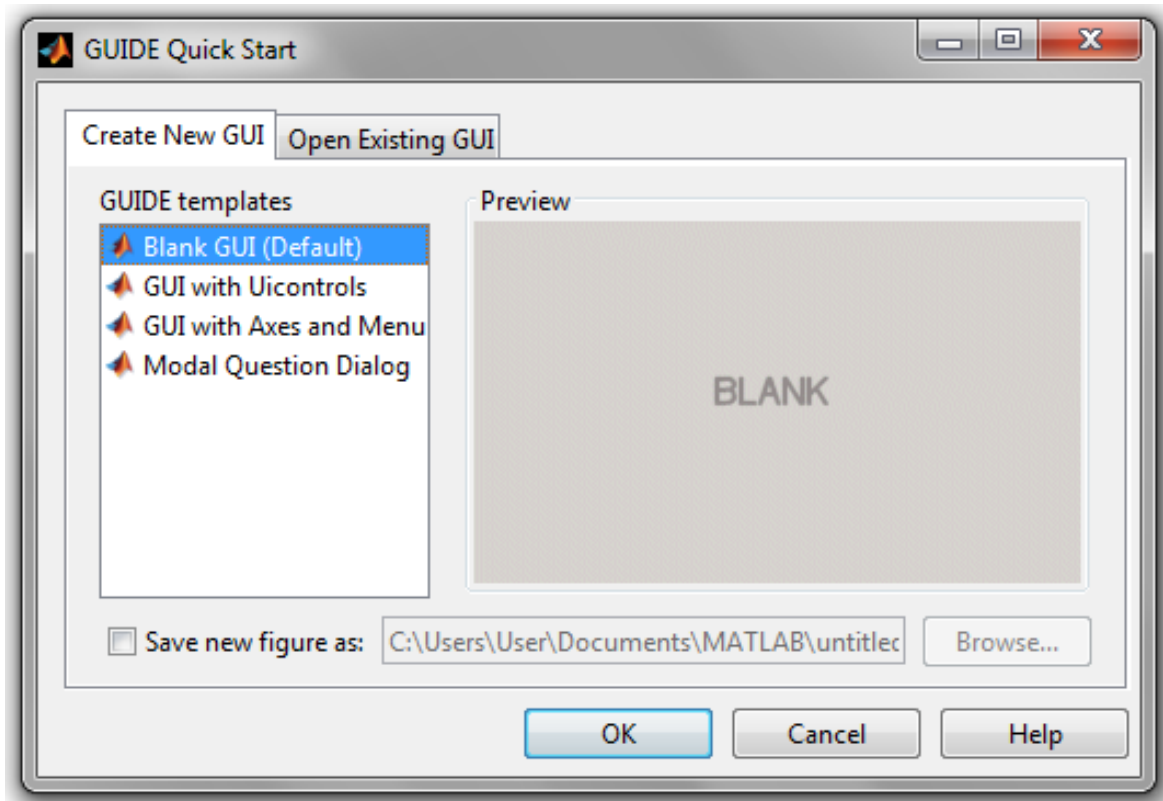 GUIDE Quick Start
Create New GUI
Open Existing GUI
GUIDE templates
Blank GUI (Default)
GUI with Uicontrols
GUI with Axes and Menu
Modal Question Dialog
Preview
BLANK
Save new figure as:
C:\Users\User\Documents\MATLAB\untitled
Browse...
OK
Cancel
Help